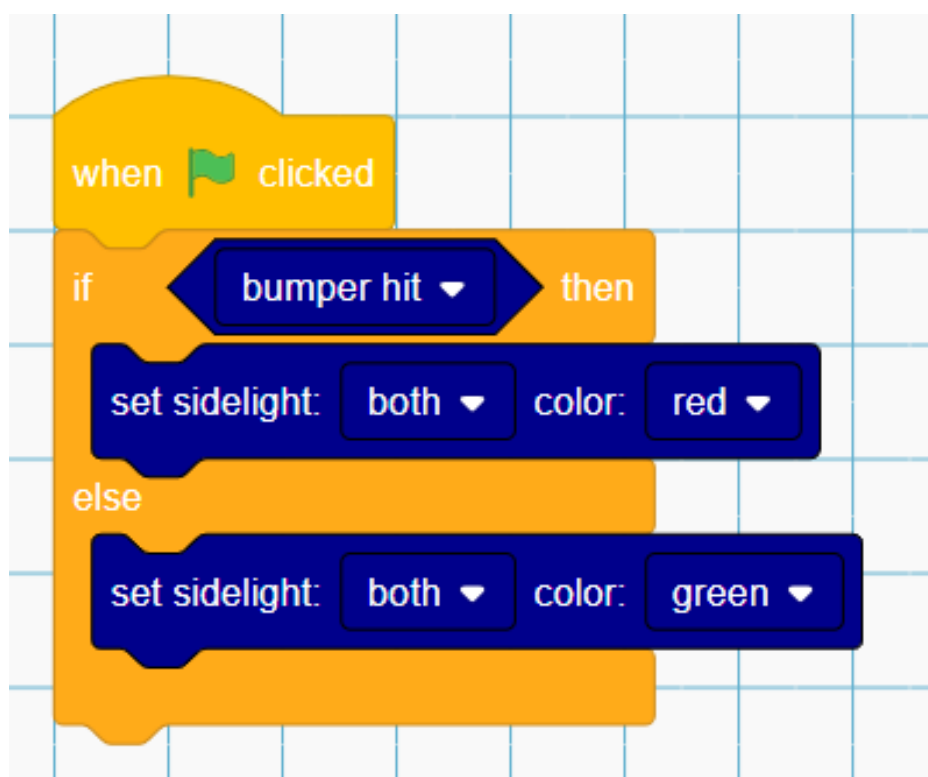 when clicked
if bumper hit then
set sidelight: both color: red
else
set sidelight: both color: green